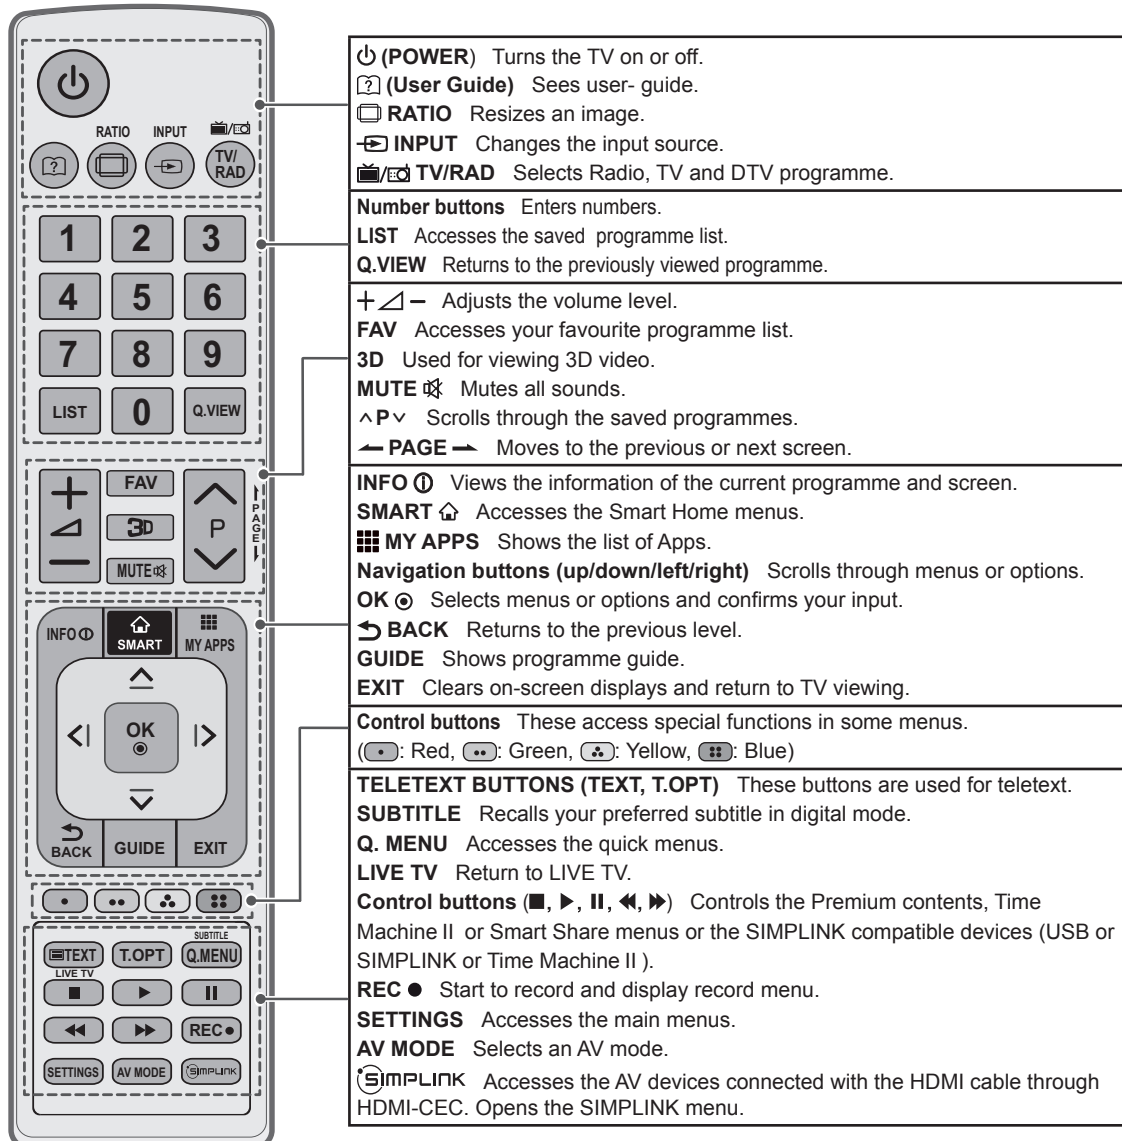 RATIO INPUT
TV/
RAD
1 2 3
4 5 6
7 8 9
LIST 0 Q.VIEW
FAV
3D P
MUTE
PAGE
INFO SMART MY APPS
OK
BACK GUIDE EXIT
SUBTITLE
TEXT T.OPT Q.MENU
LIVE TV
REC
SETTINGS AV MODE SIMPLINK
(POWER) Turns the TV on or off.
(User Guide) Sees user- guide.
RATIO Resizes an image.
INPUT Changes the input source.
TV/RAD Selects Radio, TV and DTV programme.
Number buttons Enters numbers.
LIST Accesses the saved programme list.
Q.VIEW Returns to the previously viewed programme.
+ − Adjusts the volume level.
FAV Accesses your favourite programme list.
3D Used for viewing 3D video.
MUTE Mutes all sounds.
P Scrolls through the saved programmes.
PAGE Moves to the previous or next screen.
INFO Views the information of the current programme and screen.
SMART Accesses the Smart Home menus.
MY APPS Shows the list of Apps.
Navigation buttons (up/down/left/right) Scrolls through menus or options.
OK Selects menus or options and confirms your input.
BACK Returns to the previous level.
GUIDE Shows programme guide.
EXIT Clears on-screen displays and return to TV viewing.
Control buttons These access special functions in some menus.
( : Red, : Green, : Yellow, : Blue)
TELETEXT BUTTONS (TEXT, T.OPT) These buttons are used for teletext.
SUBTITLE Recalls your preferred subtitle in digital mode.
Q. MENU Accesses the quick menus.
LIVE TV Return to LIVE TV.
Control buttons (■, ▶, II, ◀◀, ▶▶) Controls the Premium contents, Time
Machine II or Smart Share menus or the SIMPLINK compatible devices (USB or
SIMPLINK or Time Machine II ).
REC ● Start to record and display record menu.
SETTINGS Accesses the main menus.
AV MODE Selects an AV mode.
SIMPLINK Accesses the AV devices connected with the HDMI cable through
HDMI-CEC. Opens the SIMPLINK menu.